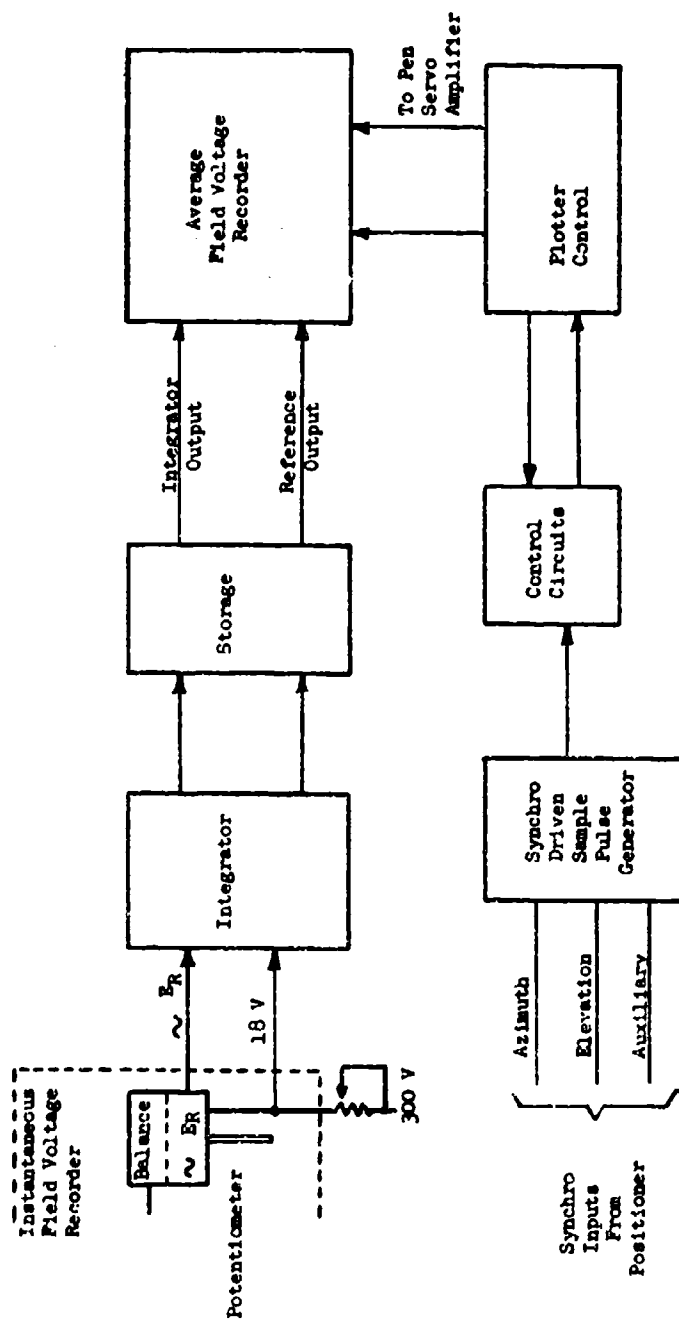 Instantaneous
Field Voltage
Recorder
Balance
~ E_R
Potentiometer
~ E_R
18 V
300 V
Integrator
Storage
Integrator
Output
Reference
Output
Average
Field Voltage
Recorder
To Pen
Servo
Amplifier
Synchro
Inputs
From
Positioner
Azimuth
Elevation
Auxiliary
Synchro
Driven
Sample
Pulse
Generator
Control
Circuits
Plotter
Control